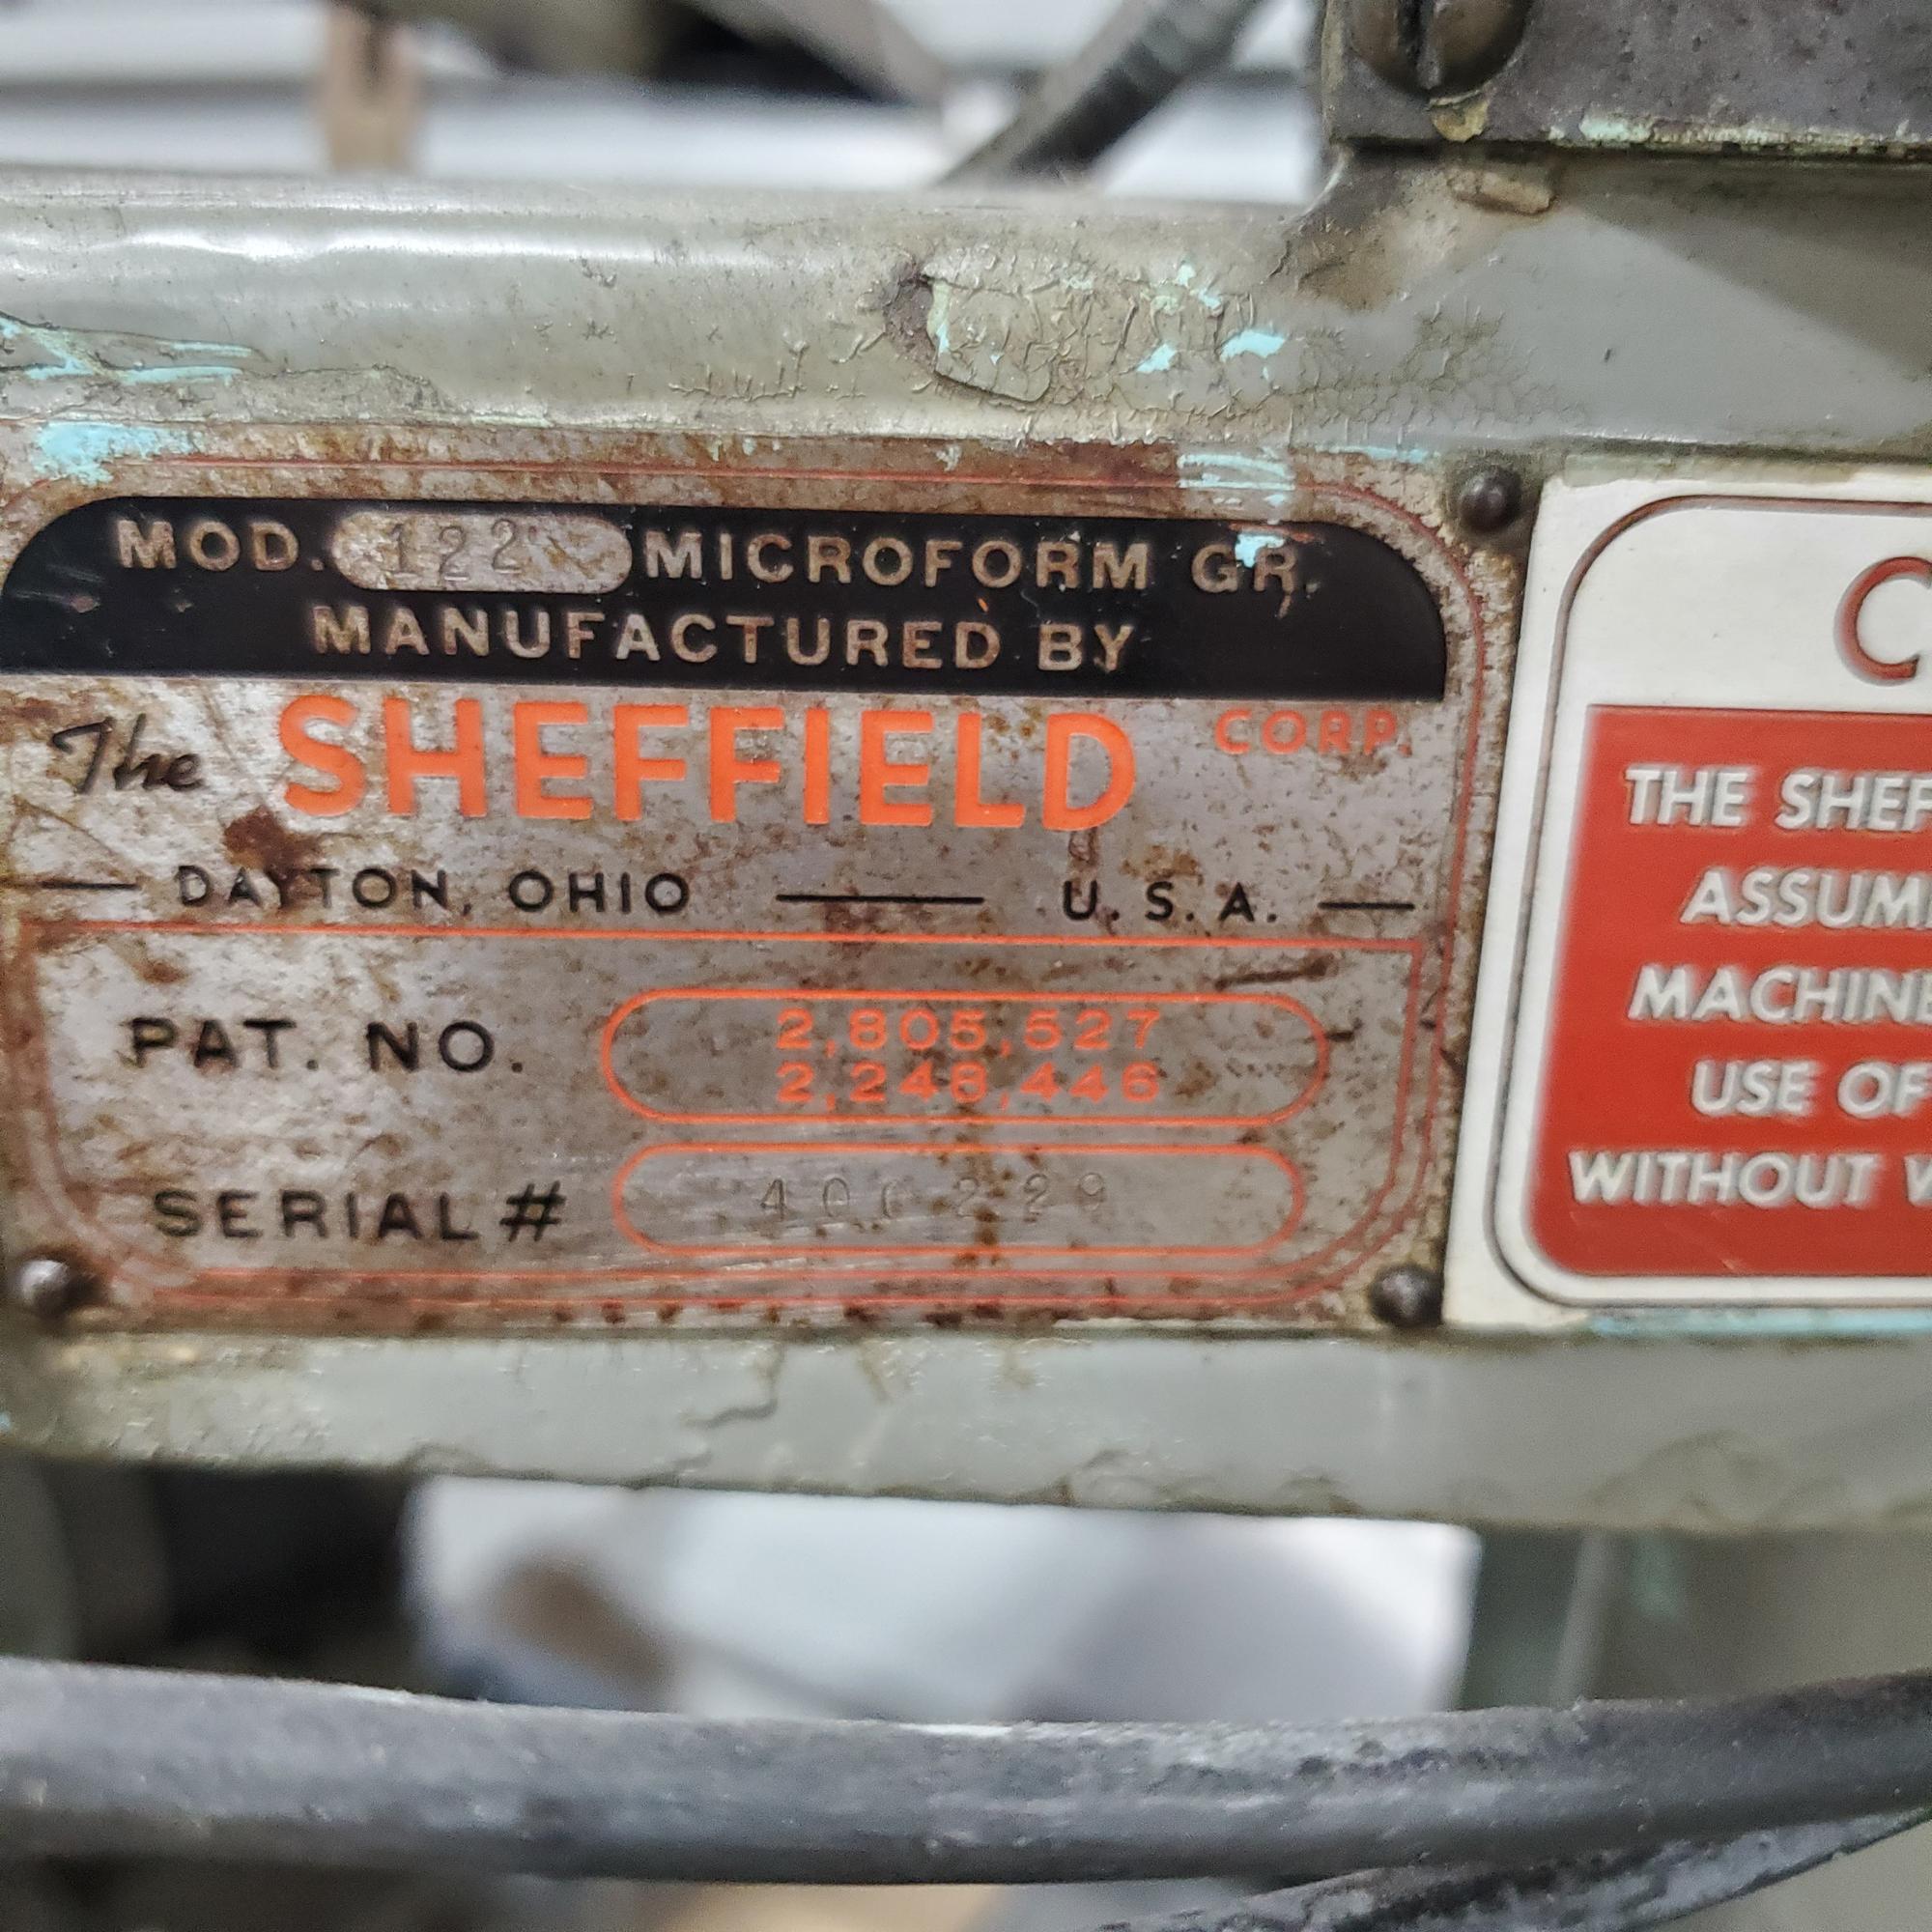 MOD. 122 MICROFORM GR.
MANUFACTURED BY
The SHEFFIELD CORP.
DAYTON, OHIO — U.S.A. —
PAT. NO. 2,805,527
2,248,446
SERIAL # 400229
C
THE SHEF
ASSUM
MACHINE
USE OF
WITHOUT W